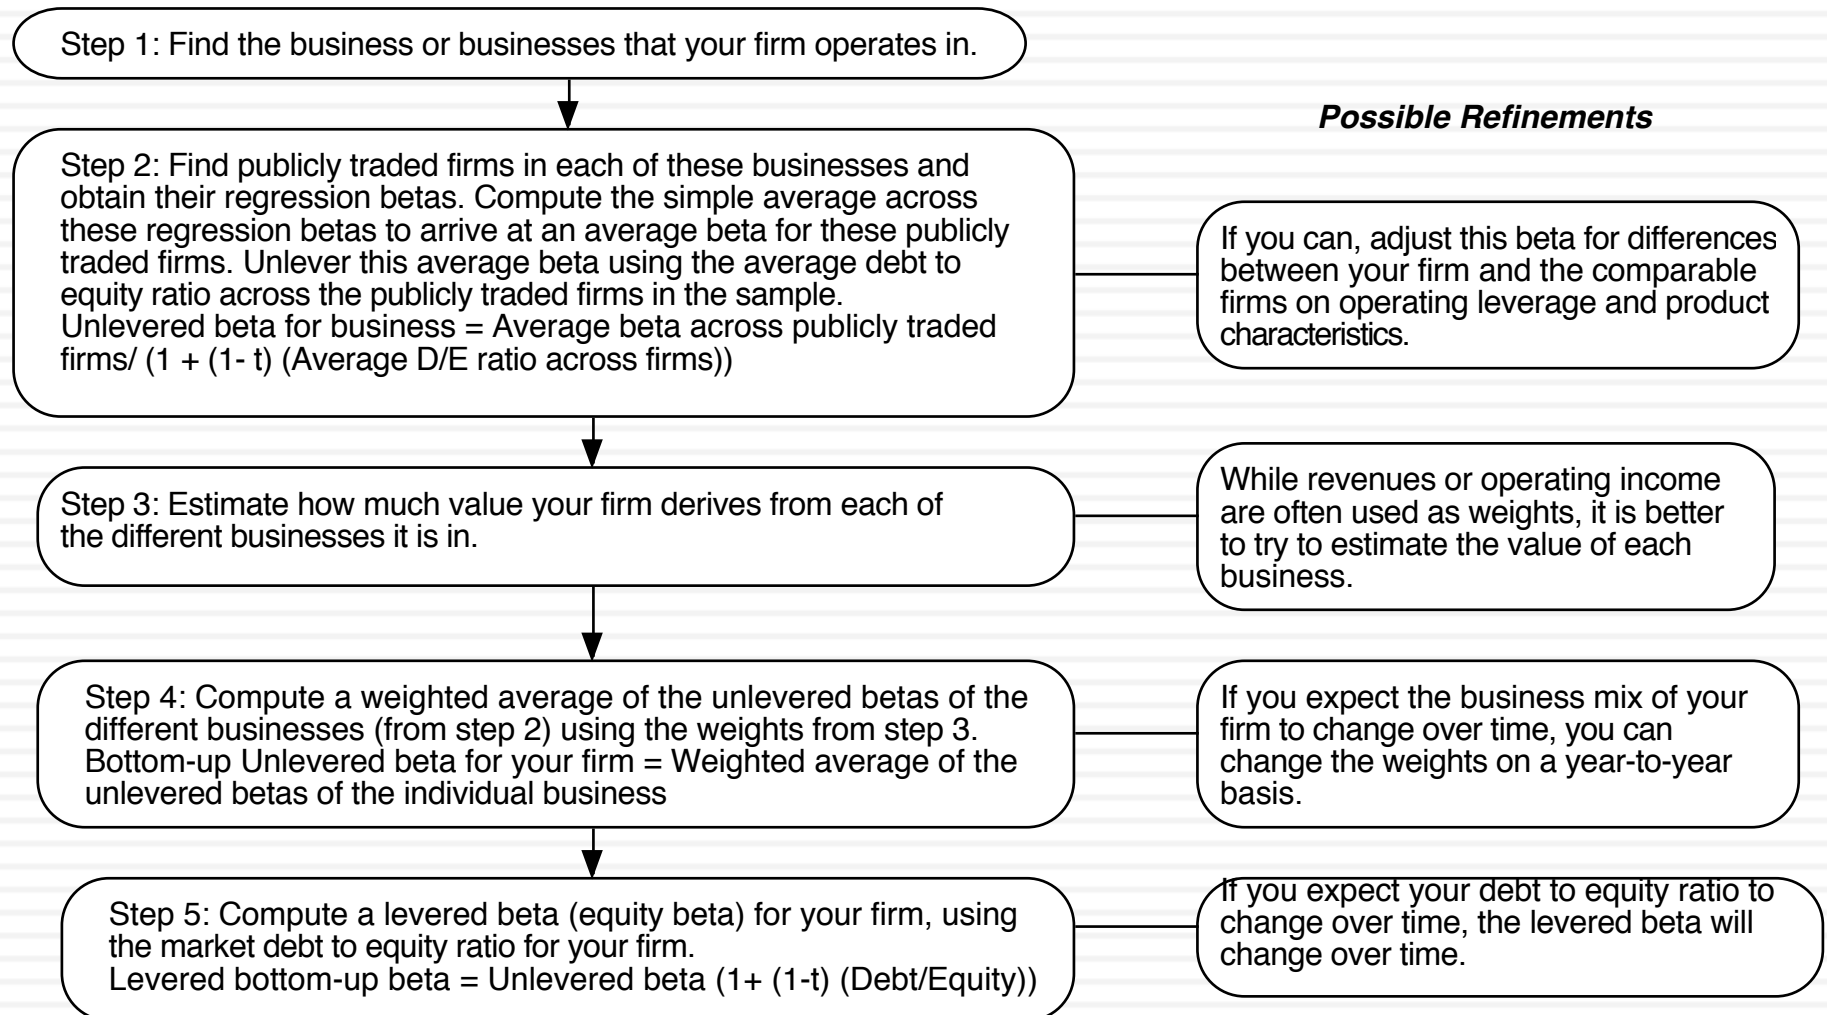 Step 1: Find the business or businesses that your firm operates in.
Possible Refinements
Step 2: Find publicly traded firms in each of these businesses and
obtain their regression betas. Compute the simple average across
these regression betas to arrive at an average beta for these publicly
traded firms. Unlever this average beta using the average debt to
equity ratio across the publicly traded firms in the sample.
Unlevered beta for business = Average beta across publicly traded
firms/ (1 + (1- t) (Average D/E ratio across firms))
If you can, adjust this beta for differences
between your firm and the comparable
firms on operating leverage and product
characteristics.
Step 3: Estimate how much value your firm derives from each of
the different businesses it is in.
While revenues or operating income
are often used as weights, it is better
to try to estimate the value of each
business.
Step 4: Compute a weighted average of the unlevered betas of the
different businesses (from step 2) using the weights from step 3.
Bottom-up Unlevered beta for your firm = Weighted average of the
unlevered betas of the individual business
If you expect the business mix of your
firm to change over time, you can
change the weights on a year-to-year
basis.
Step 5: Compute a levered beta (equity beta) for your firm, using
the market debt to equity ratio for your firm.
Levered bottom-up beta = Unlevered beta (1+ (1-t) (Debt/Equity))
If you expect your debt to equity ratio to
change over time, the levered beta will
change over time.